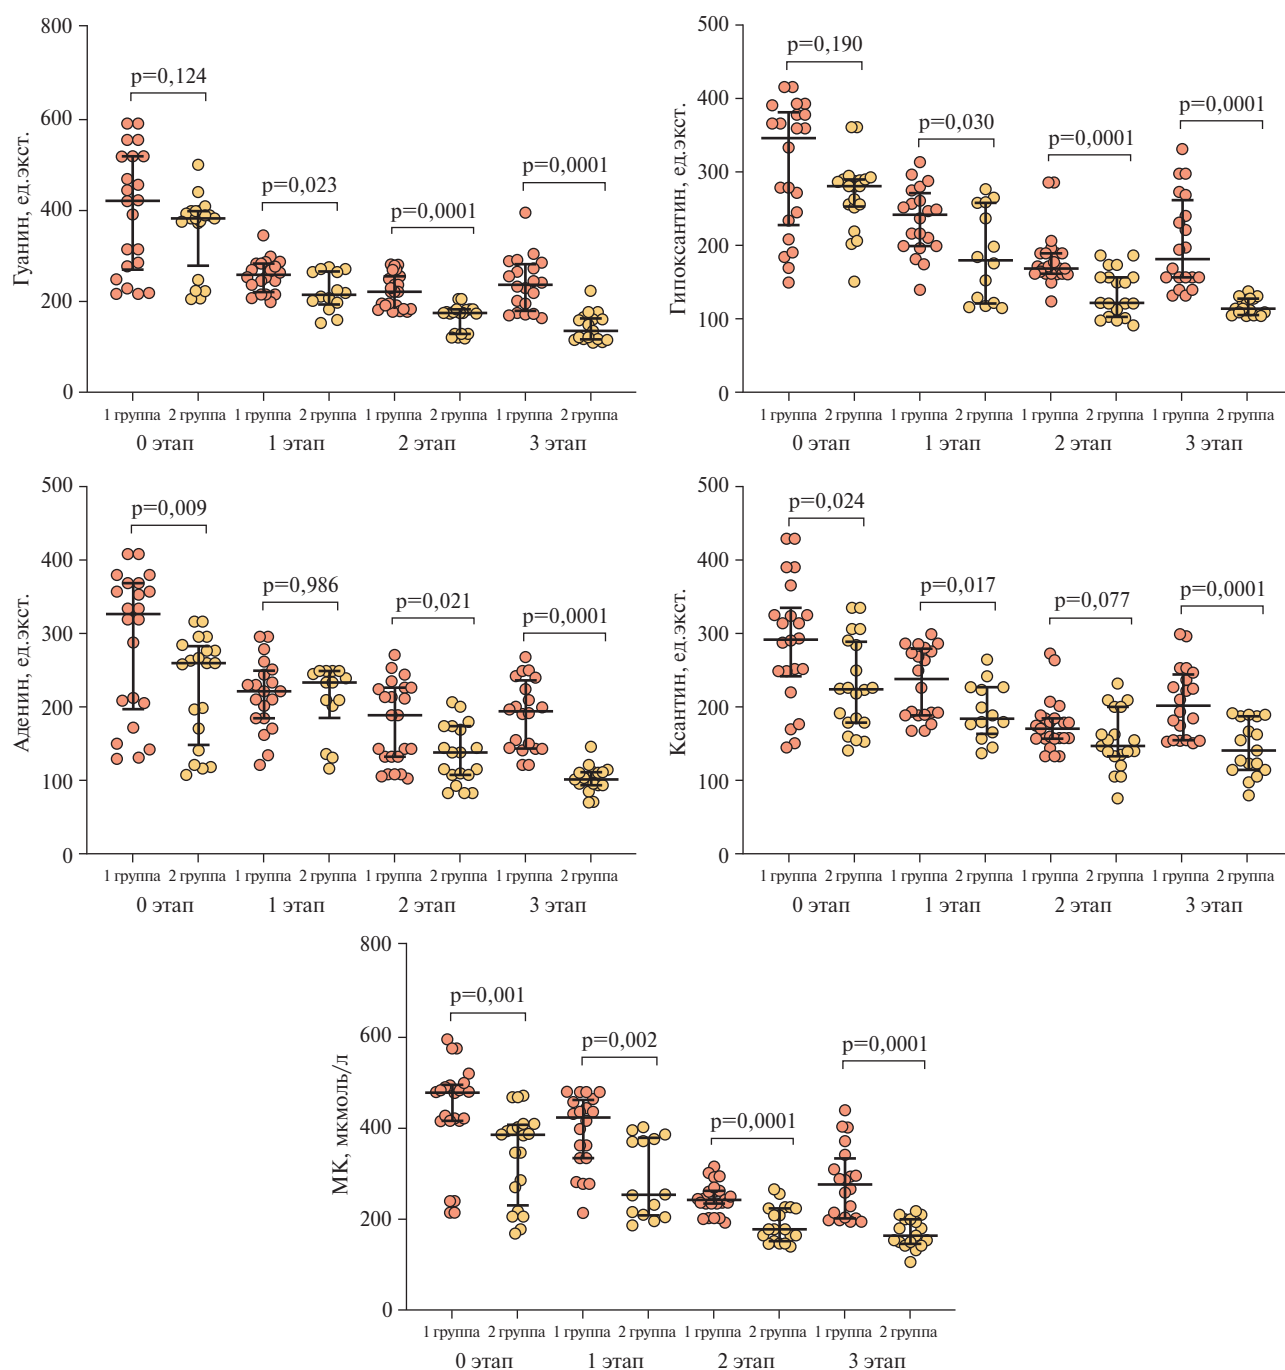 Гуанин, ед.экст.
800
600
400
200
0
p=0,124
p=0,023
p=0,0001
p=0,0001
1 группа 2 группа 1 группа 2 группа 1 группа 2 группа 1 группа 2 группа
0 этап 1 этап 2 этап 3 этап
Гипоксантин, ед.экст.
500
400
300
200
100
0
p=0,190
p=0,030
p=0,0001
p=0,0001
1 группа 2 группа 1 группа 2 группа 1 группа 2 группа 1 группа 2 группа
0 этап 1 этап 2 этап 3 этап
Аденин, ед.экст.
500
400
300
200
100
0
p=0,009
p=0,986
p=0,021
p=0,0001
1 группа 2 группа 1 группа 2 группа 1 группа 2 группа 1 группа 2 группа
0 этап 1 этап 2 этап 3 этап
Ксантин, ед.экст.
500
400
300
200
100
0
p=0,024
p=0,017
p=0,077
p=0,0001
1 группа 2 группа 1 группа 2 группа 1 группа 2 группа 1 группа 2 группа
0 этап 1 этап 2 этап 3 этап
МК, мкмоль/л
800
600
400
200
0
p=0,001
p=0,002
p=0,0001
p=0,0001
1 группа 2 группа 1 группа 2 группа 1 группа 2 группа 1 группа 2 группа
0 этап 1 этап 2 этап 3 этап